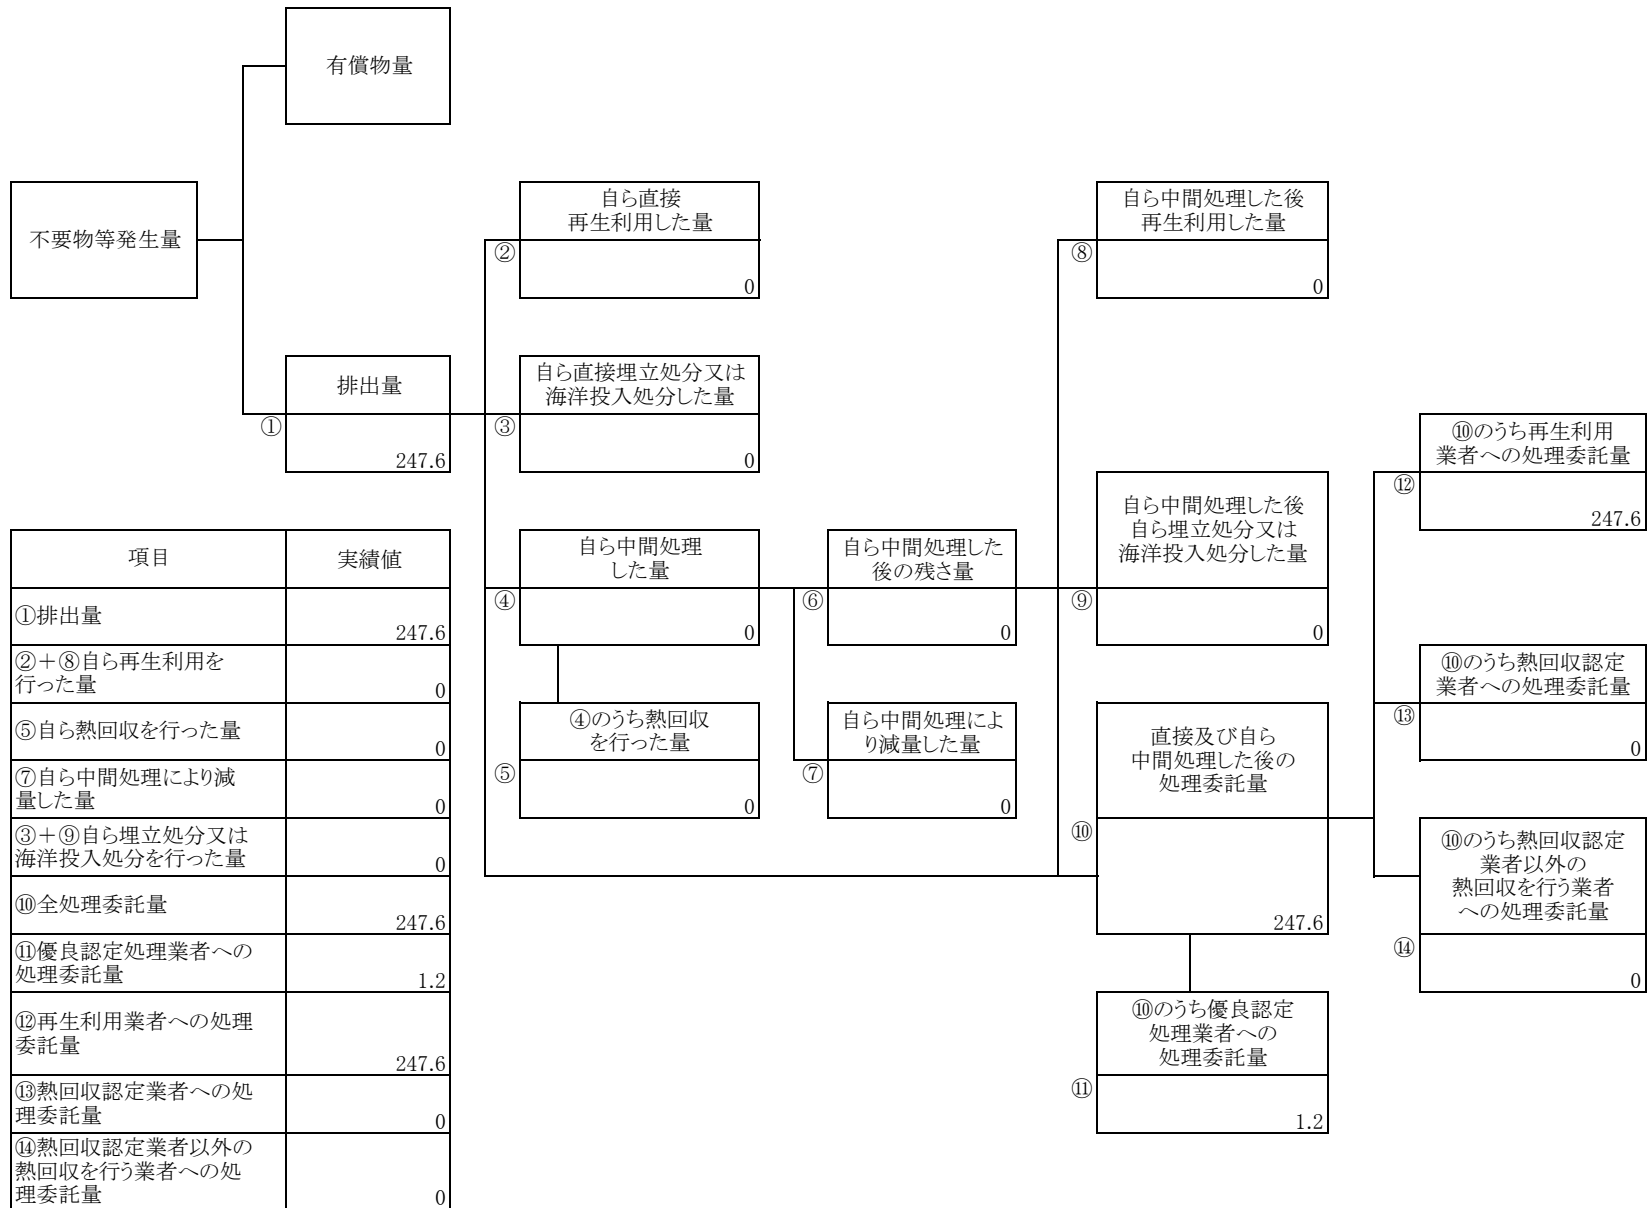 有償物量
不要物等発生量
自ら直接
再生利用した量
②
0
自ら中間処理した後
再生利用した量
⑧
0
排出量
①
247.6
自ら直接埋立処分又は
海洋投入処分した量
③
0
⑩のうち再生利用
業者への処理委託量
⑫
247.6
自ら中間処理した後
自ら埋立処分又は
海洋投入処分した量
⑨
0
自ら中間処理
した量
④
0
自ら中間処理した
後の残さ量
⑥
0
⑩のうち熱回収認定
業者への処理委託量
⑬
0
④のうち熱回収
を行った量
⑤
0
自ら中間処理によ
り減量した量
⑦
0
直接及び自ら
中間処理した後の
処理委託量
⑩
247.6
⑩のうち熱回収認定
業者以外の
熱回収を行う業者
への処理委託量
⑭
0
⑩のうち優良認定
処理業者への
処理委託量
⑪
1.2
項目 実績値
①排出量
247.6
②+⑧自ら再生利用を
行った量
0
⑤自ら熱回収を行った量
0
⑦自ら中間処理により減
量した量
0
③+⑨自ら埋立処分又は
海洋投入処分を行った量
0
⑩全処理委託量
247.6
⑪優良認定処理業者への
処理委託量
1.2
⑫再生利用業者への処理
委託量
247.6
⑬熱回収認定業者への処
理委託量
0
⑭熱回収認定業者以外の
熱回収を行う業者への処
理委託量
0